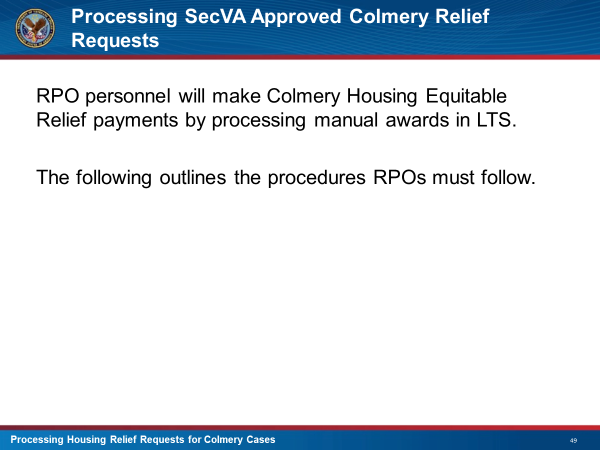 Processing SecVA Approved Colmery Relief
Requests
RPO personnel will make Colmery Housing Equitable
Relief payments by processing manual awards in LTS.
The following outlines the procedures RPOs must follow.
Processing Housing Relief Requests for Colmery Cases
49